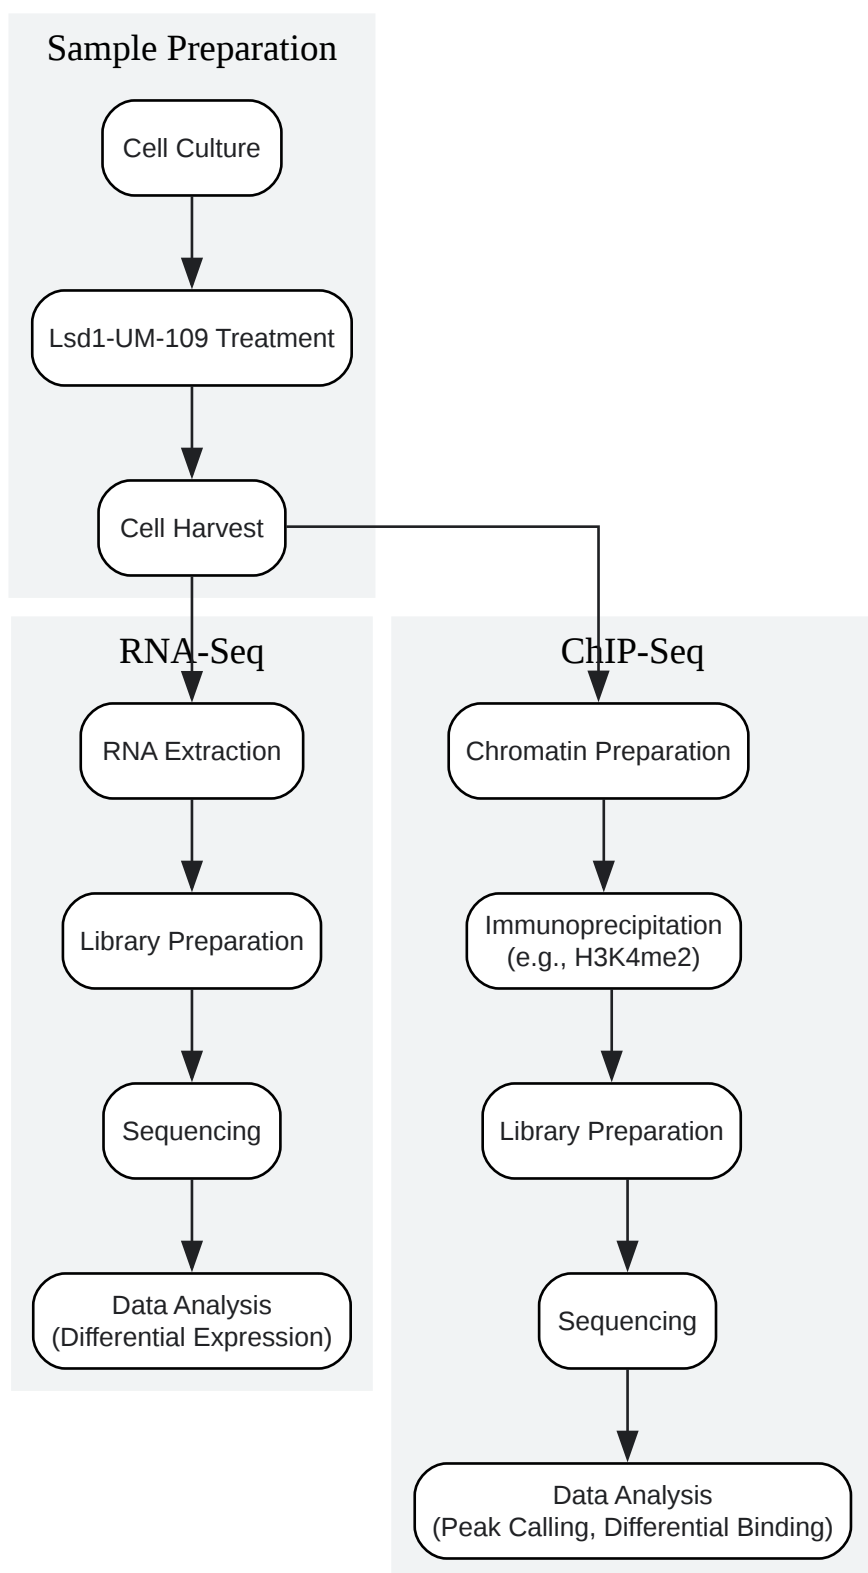 Sample Preparation
Cell Culture
Lsd1-UM-109 Treatment
Cell Harvest
RNA-Seq
RNA Extraction
Library Preparation
Sequencing
Data Analysis
(Differential Expression)
ChIP-Seq
Chromatin Preparation
Immunoprecipitation
(e.g., H3K4me2)
Library Preparation
Sequencing
Data Analysis
(Peak Calling, Differential Binding)